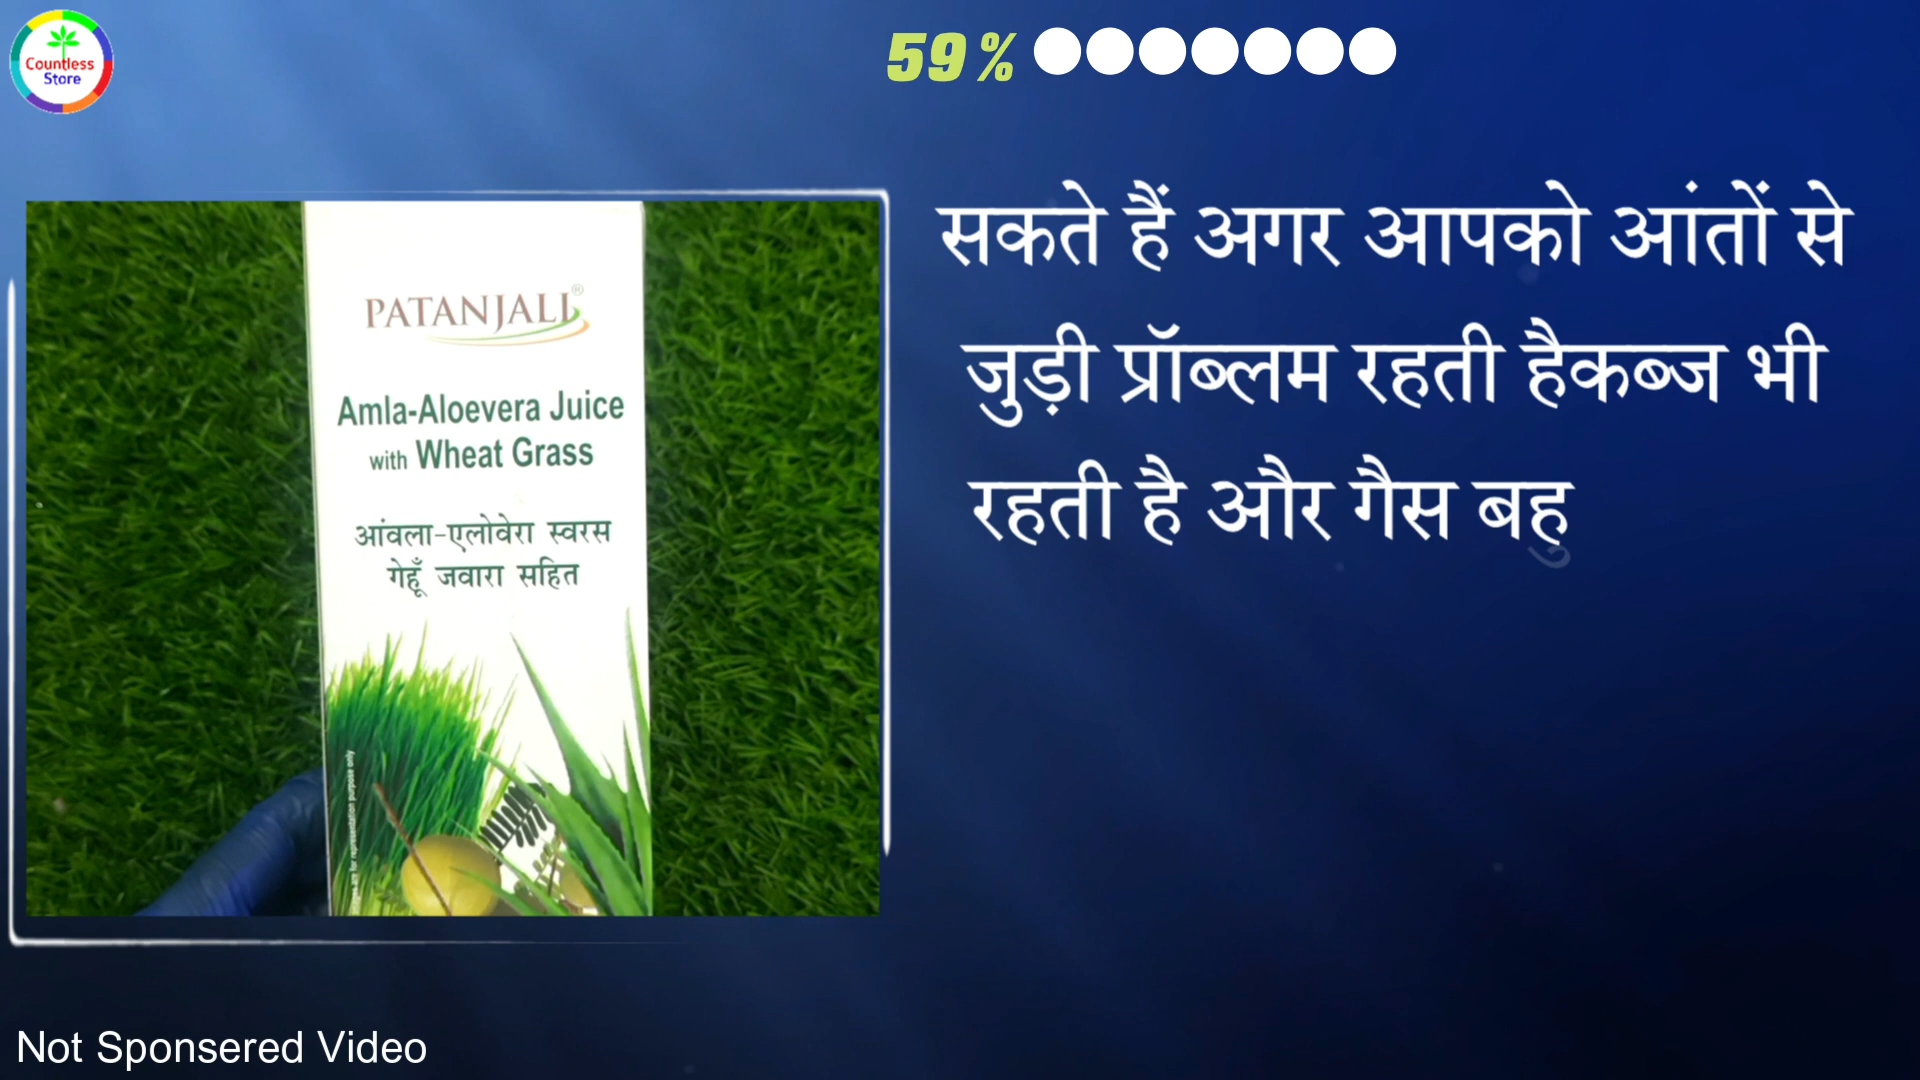 Countless
Store
59%
सकते हैं अगर आपको आंतों से
जुड़ी प्रॉब्लम रहती हैकब्ज भी
रहती है और गैस बहु
PATANJALI®
Amla-Aloevera Juice
with Wheat Grass
आंवला-एलोवेरा स्वरस
गेहूँ जवारा सहित
Not Sponsered Video